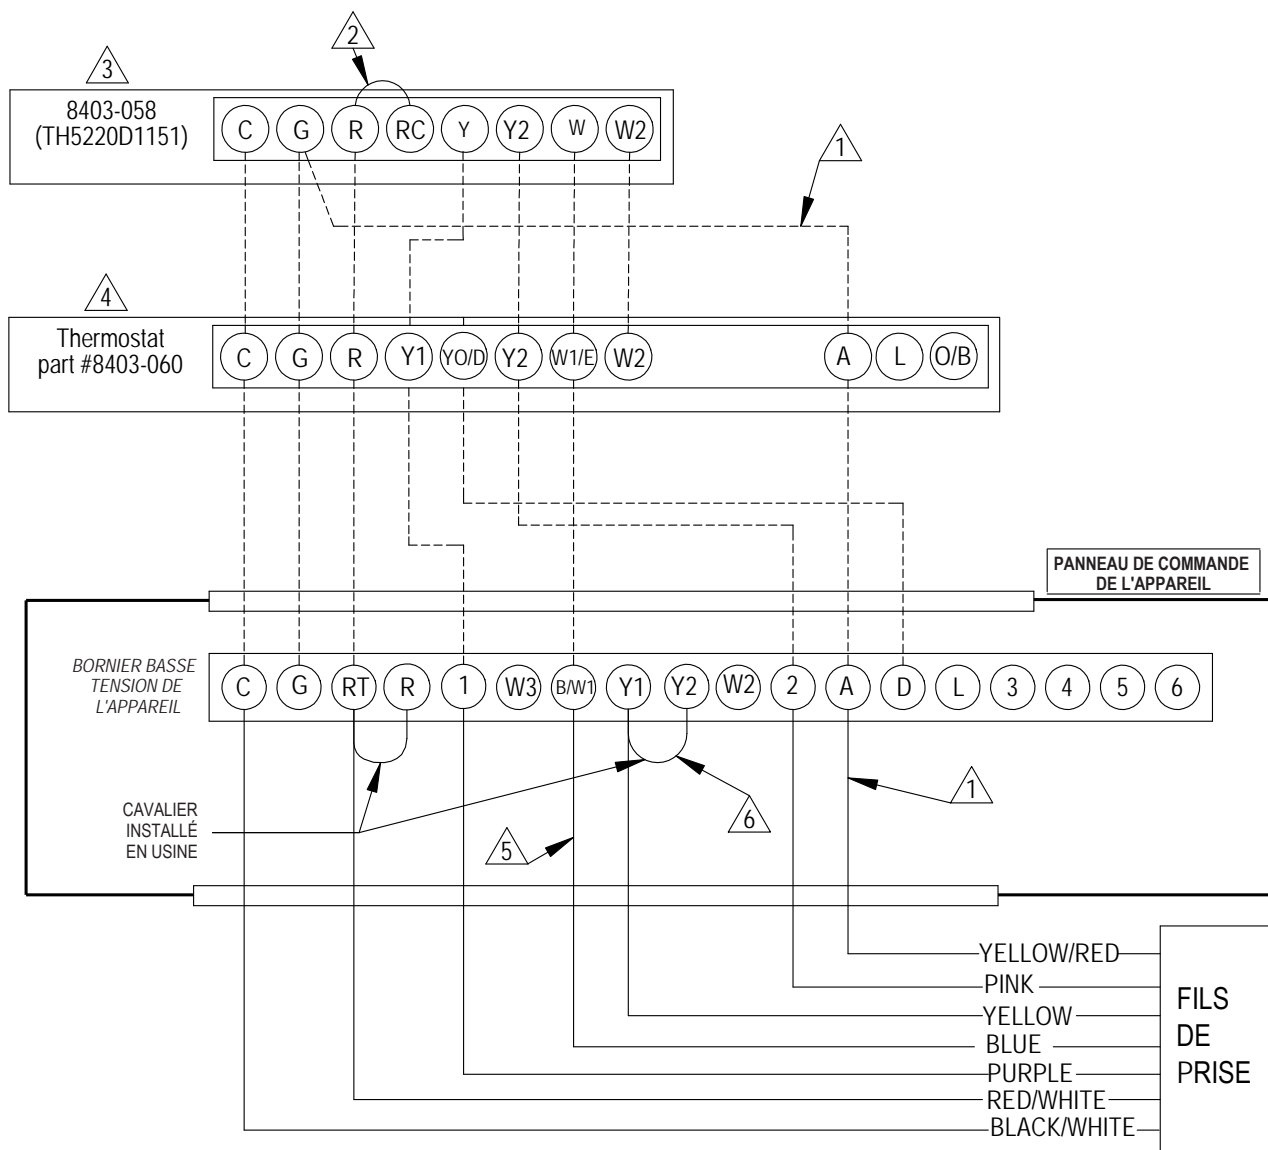 2
3
8403-058
(TH5220D1151)
C G R RC Y Y2 W W2
1
4
Thermostat
part #8403-060
C G R Y1 YO/D Y2 W1/E W2 A L O/B
PANNEAU DE COMMANDE
DE L'APPAREIL
BORNIER BASSE
TENSION DE
L'APPAREIL
C G RT R 1 W3 B/W1 Y1 Y2 W2 2 A D L 3 4 5 6
CAVALIER
INSTALLÉ
EN USINE
5
6
1
YELLOW/RED
PINK
YELLOW
BLUE
PURPLE
RED/WHITE
BLACK/WHITE
FILS
DE
PRISE